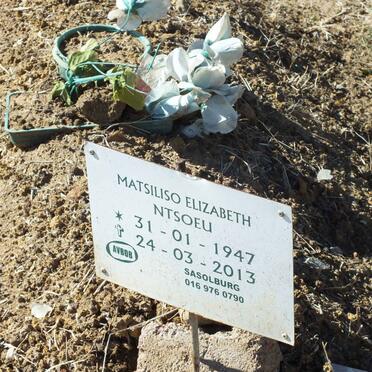 MATSILISO ELIZABETH
NTSOEU
31 - 01 - 1947
24 - 03 - 2013
AVBOB
SASOLBURG
016 976 0790